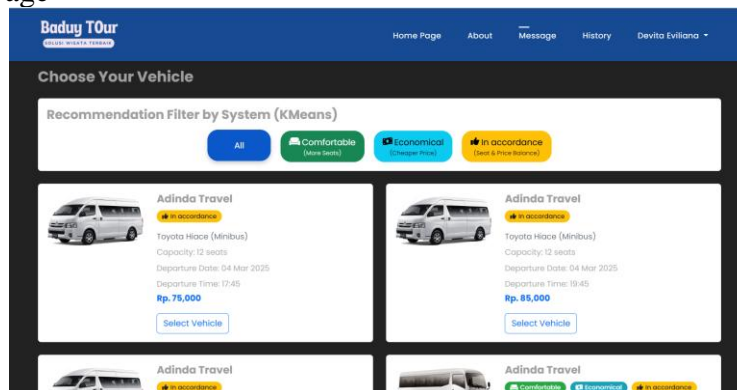 age
Baduy TOur
SOLUSI WISATA TERBAIK
Home Page About Message History Devita Eviliana
Choose Your Vehicle
Recommendation Filter by System (KMeans)
All
Comfortable
(More Seats)
Economical
(Cheaper Price)
In accordance
(Seat & Price Balance)
Adinda Travel
In accordance
Toyota Hiace (Minibus)
Capacity: 12 seats
Departure Date: 04 Mar 2025
Departure Time: 17:45
Rp. 75,000
Select Vehicle
Adinda Travel
In accordance
Toyota Hiace (Minibus)
Capacity: 12 seats
Departure Date: 04 Mar 2025
Departure Time: 19:45
Rp. 85,000
Select Vehicle
Adinda Travel
In accordance
Adinda Travel
Comfortable Economical In accordance